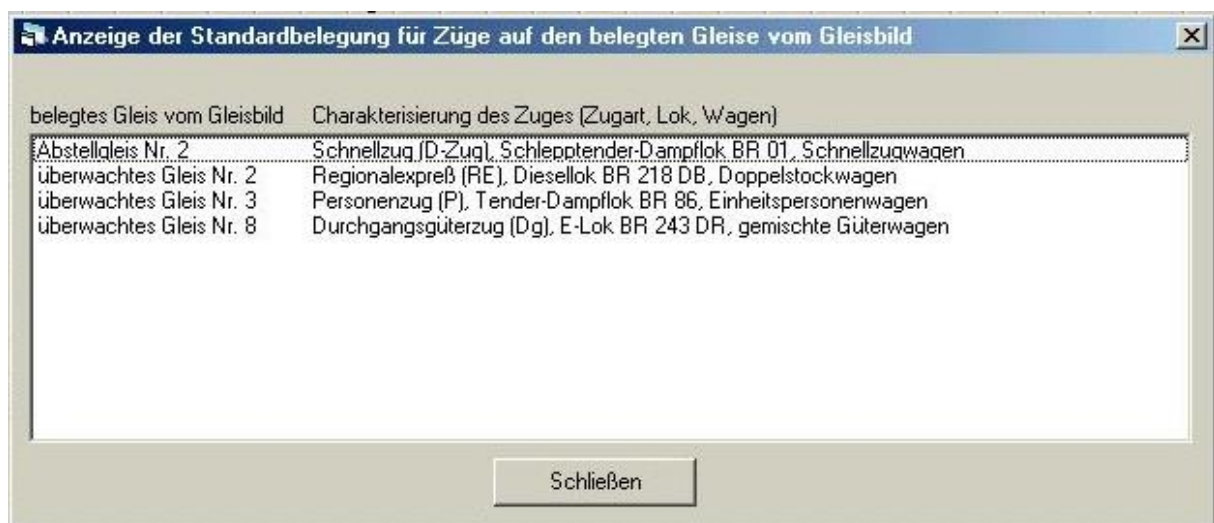 Anzeige der Standardbelegung für Züge auf den belegten Gleise vom Gleisbild
belegtes Gleis vom Gleisbild Charakterisierung des Zuges (Zugart, Lok, Wagen)
Abstellgleis Nr. 2 Schnellzug (D-Zug), Schlepptender-Dampflok BR 01, Schnellzugwagen
überwachtes Gleis Nr. 2 Regionalexpreß (RE), Diesellok BR 218 DB, Doppelstockwagen
überwachtes Gleis Nr. 3 Personenzug (P), Tender-Dampflok BR 86, Einheitspersonenwagen
überwachtes Gleis Nr. 8 Durchgangsgüterzug (Dg), E-Lok BR 243 DR, gemischte Güterwagen
Schließen